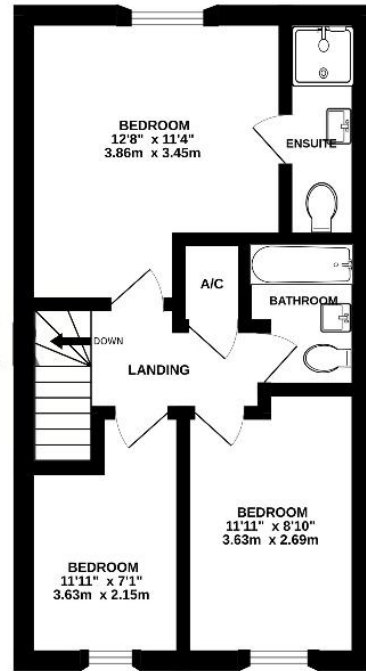 BEDROOM
12'8" x 11'4"
3.86m x 3.45m
ENSUITE
A/C
BATHROOM
DOWN
LANDING
BEDROOM
11'11" x 8'10"
3.63m x 2.69m
BEDROOM
11'11" x 7'1"
3.63m x 2.15m